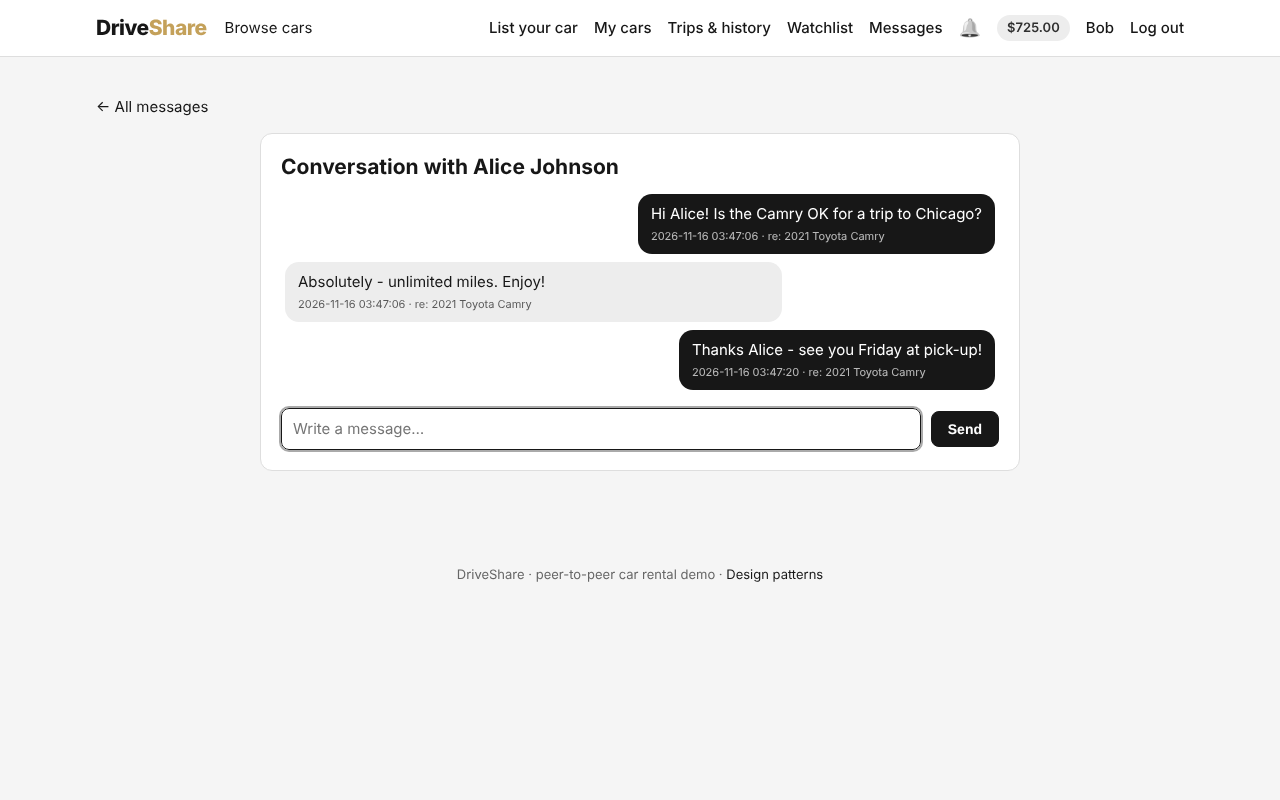 DriveShare Browse cars List your car My cars Trips & history Watchlist Messages $725.00 Bob Log out
← All messages
Conversation with Alice Johnson
Hi Alice! Is the Camry OK for a trip to Chicago?
2026-11-16 03:47:06 · re: 2021 Toyota Camry
Absolutely - unlimited miles. Enjoy!
2026-11-16 03:47:06 · re: 2021 Toyota Camry
Thanks Alice - see you Friday at pick-up!
2026-11-16 03:47:20 · re: 2021 Toyota Camry
Write a message...
Send
DriveShare · peer-to-peer car rental demo · Design patterns